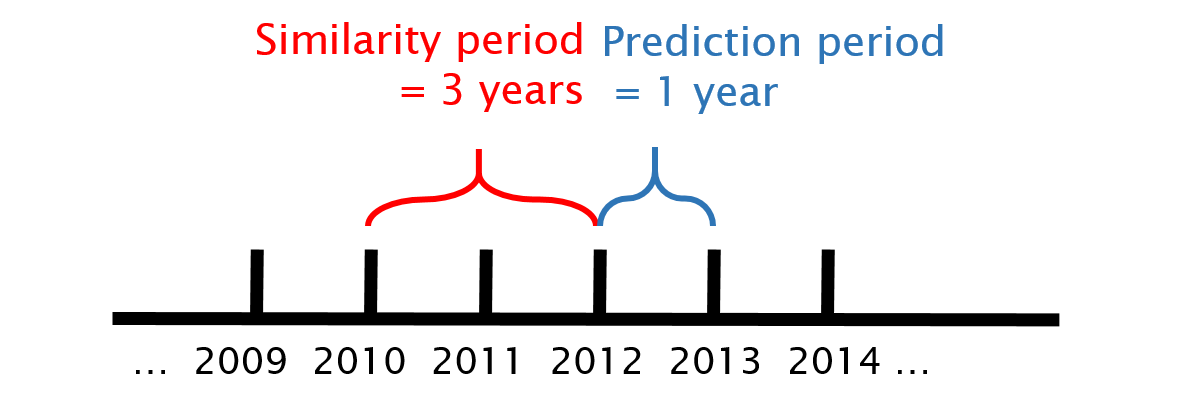 Similarity period
= 3 years
Prediction period
= 1 year
... 2009 2010 2011 2012 2013 2014 ...